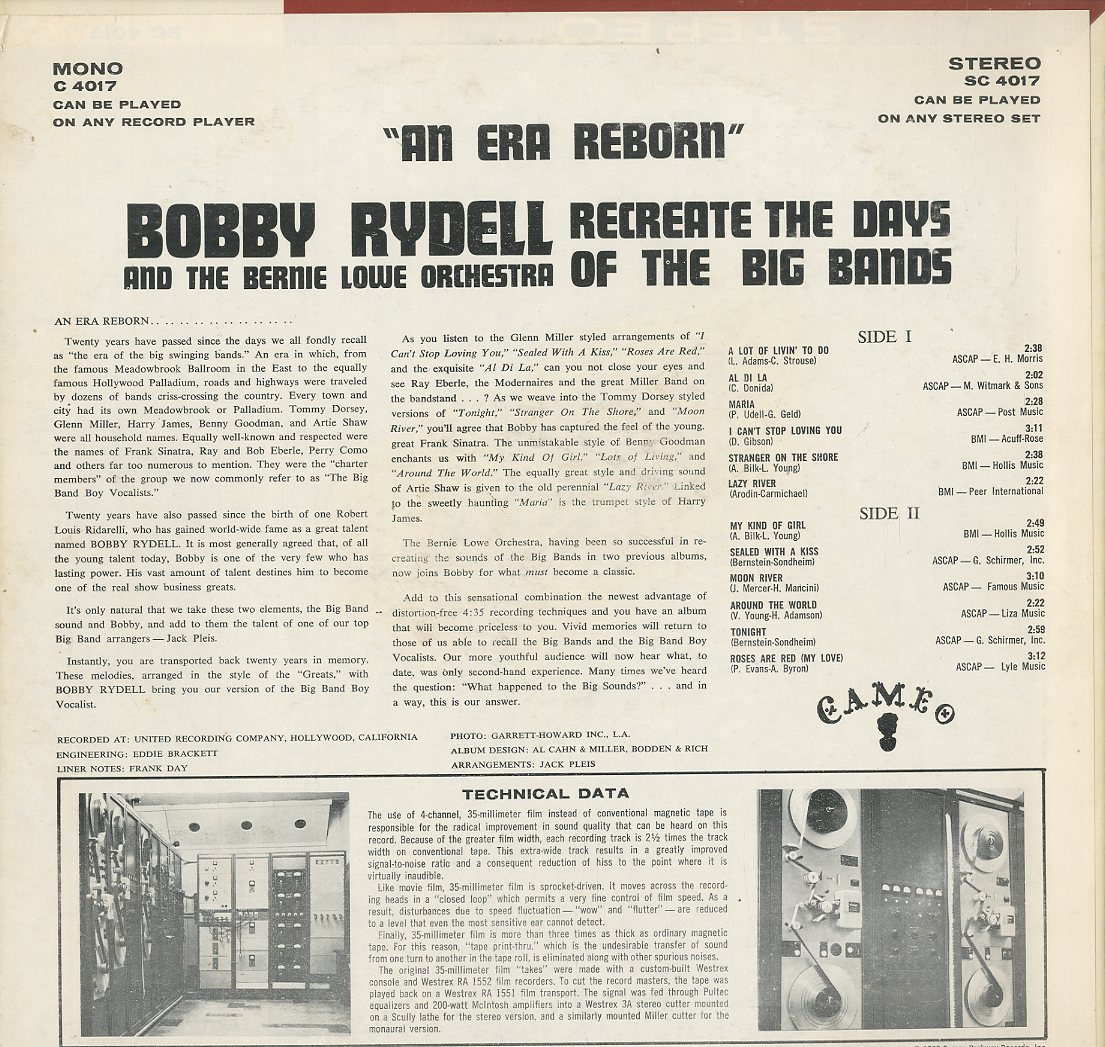 MONO
C 4017
CAN BE PLAYED
ON ANY RECORD PLAYER
STEREO
SC 4017
CAN BE PLAYED
ON ANY STEREO SET
"AN ERA REBORN"
BOBBY RYDELL
AND THE BERNIE LOWE ORCHESTRA
RECREATE THE DAYS
OF THE BIG BANDS
AN ERA REBORN. . . . . . . . . . . . . . . . . . . .
Twenty years have passed since the days we all fondly recall
as "the era of the big swinging bands." An era in which, from
the famous Meadowbrook Ballroom in the East to the equally
famous Hollywood Palladium, roads and highways were traveled
by dozens of bands criss-crossing the country. Every town and
city had its own Meadowbrook or Palladium. Tommy Dorsey,
Glenn Miller, Harry James, Benny Goodman, and Artie Shaw
were all household names. Equally well-known and respected were
the names of Frank Sinatra, Ray and Bob Eberle, Perry Como
and others far too numerous to mention. They were the "charter
members" of the group we now commonly refer to as "The Big
Band Boy Vocalists."
Twenty years have also passed since the birth of one Robert
Louis Ridarelli, who has gained world-wide fame as a great talent
named BOBBY RYDELL. It is most generally agreed that, of all
the young talent today, Bobby is one of the very few who has
lasting power. His vast amount of talent destines him to become
one of the real show business greats.
It's only natural that we take these two elements, the Big Band
sound and Bobby, and add to them the talent of one of our top
Big Band arrangers — Jack Pleis.
Instantly, you are transported back twenty years in memory.
These melodies, arranged in the style of the "Greats," with
BOBBY RYDELL bring you our version of the Big Band Boy
Vocalist.
As you listen to the Glenn Miller styled arrangements of "I
Can't Stop Loving You," "Sealed With A Kiss," "Roses Are Red,"
and the exquisite "Al Di La," can you not close your eyes and
see Ray Eberle, the Modernaires and the great Miller Band on
the bandstand . . . ? As we weave into the Tommy Dorsey styled
versions of "Tonight," "Stranger On The Shore," and "Moon
River," you'll agree that Bobby has captured the feel of the young,
great Frank Sinatra. The unmistakable style of Benny Goodman
enchants us with "My Kind Of Girl," "Lots of Living," and
"Around The World." The equally great style and driving sound
of Artie Shaw is given to the old perennial "Lazy River." Linked
to the sweetly haunting "Maria" is the trumpet style of Harry
James.
The Bernie Lowe Orchestra, having been so successful in re-
creating the sounds of the Big Bands in two previous albums,
now joins Bobby for what must become a classic.
Add to this sensational combination the newest advantage of
distortion-free 4:35 recording techniques and you have an album
that will become priceless to you. Vivid memories will return to
those of us able to recall the Big Bands and the Big Band Boy
Vocalists. Our more youthful audience will now hear what, to
date, was only second-hand experience. Many times we've heard
the question: "What happened to the Big Sounds?" . . . and in
a way, this is our answer.
SIDE I
A LOT OF LIVIN' TO DO 2:38
(L. Adams-C. Strouse) ASCAP — E. H. Morris
AL DI LA 2:02
(C. Donida) ASCAP — M. Witmark & Sons
MARIA 2:28
(P. Udell-G. Geld) ASCAP — Post Music
I CAN'T STOP LOVING YOU 3:11
(D. Gibson) BMI — Acuff-Rose
STRANGER ON THE SHORE 2:38
(A. Bilk-L. Young) BMI — Hollis Music
LAZY RIVER 2:22
(Arodin-Carmichael) BMI — Peer International
SIDE II
MY KIND OF GIRL 2:49
(A. Bilk-L. Young) BMI — Hollis Music
SEALED WITH A KISS 2:52
(Bernstein-Sondheim) ASCAP — G. Schirmer, Inc.
MOON RIVER 3:10
(J. Mercer-H. Mancini) ASCAP — Famous Music
AROUND THE WORLD 2:22
(V. Young-H. Adamson) ASCAP — Liza Music
TONIGHT 2:59
(Bernstein-Sondheim) ASCAP — G. Schirmer, Inc.
ROSES ARE RED (MY LOVE) 3:12
(P. Evans-A. Byron) ASCAP — Lyle Music
CAMEO
RECORDED AT: UNITED RECORDING COMPANY, HOLLYWOOD, CALIFORNIA
ENGINEERING: EDDIE BRACKETT
LINER NOTES: FRANK DAY
PHOTO: GARRETT-HOWARD INC., L.A.
ALBUM DESIGN: AL CAHN & MILLER, BODDEN & RICH
ARRANGEMENTS: JACK PLEIS
TECHNICAL DATA
The use of 4-channel, 35-millimeter film instead of conventional magnetic tape is
responsible for the radical improvement in sound quality that can be heard on this
record. Because of the greater film width, each recording track is 2½ times the track
width on conventional tape. This extra-wide track results in a greatly improved
signal-to-noise ratio and a consequent reduction of hiss to the point where it is
virtually inaudible.
Like movie film, 35-millimeter film is sprocket-driven. It moves across the record-
ing heads in a "closed loop" which permits a very fine control of film speed. As a
result, disturbances due to speed fluctuation — "wow" and "flutter" — are reduced
to a level that even the most sensitive ear cannot detect.
Finally, 35-millimeter film is more than three times as thick as ordinary magnetic
tape. For this reason, "tape print-thru," which is the undesirable transfer of sound
from one turn to another in the tape roll, is eliminated along with other spurious noises.
The original 35-millimeter film "takes" were made with a custom-built Westrex
console and Westrex RA 1552 film recorders. To cut the record masters, the tape was
played back on a Westrex RA 1551 film transport. The signal was fed through Pultec
equalizers and 200-watt McIntosh amplifiers into a Westrex 3A stereo cutter mounted
on a Scully lathe for the stereo version, and a similarly mounted Miller cutter for the
monaural version.